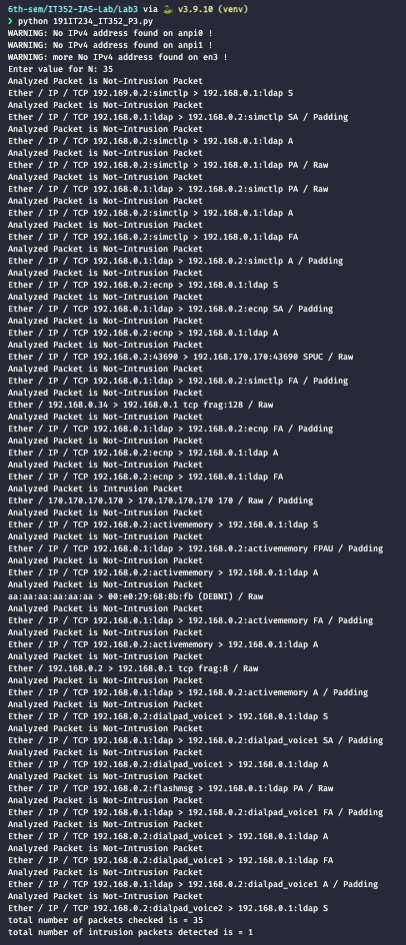 6th-sem/IT352-IAS-Lab/Lab3 via 🐍 v3.9.10 (venv)
❯ python 191IT234_IT352_P3.py
WARNING: No IPv4 address found on anpi0 !
WARNING: No IPv4 address found on anpi1 !
WARNING: more No IPv4 address found on en3 !
Enter value for N: 35
Analyzed Packet is Not-Intrusion Packet
Ether / IP / TCP 192.169.0.2:simctlp > 192.168.0.1:ldap S
Analyzed Packet is Not-Intrusion Packet
Ether / IP / TCP 192.168.0.1:ldap > 192.168.0.2:simctlp SA / Padding
Analyzed Packet is Not-Intrusion Packet
Ether / IP / TCP 192.168.0.2:simctlp > 192.168.0.1:ldap A
Analyzed Packet is Not-Intrusion Packet
Ether / IP / TCP 192.168.0.2:simctlp > 192.168.0.1:ldap PA / Raw
Analyzed Packet is Not-Intrusion Packet
Ether / IP / TCP 192.168.0.1:ldap > 192.168.0.2:simctlp PA / Raw
Analyzed Packet is Not-Intrusion Packet
Ether / IP / TCP 192.168.0.2:simctlp > 192.168.0.1:ldap A
Analyzed Packet is Not-Intrusion Packet
Ether / IP / TCP 192.168.0.2:simctlp > 192.168.0.1:ldap FA
Analyzed Packet is Not-Intrusion Packet
Ether / IP / TCP 192.168.0.1:ldap > 192.168.0.2:simctlp A / Padding
Analyzed Packet is Not-Intrusion Packet
Ether / IP / TCP 192.168.0.2:ecnp > 192.168.0.1:ldap S
Analyzed Packet is Not-Intrusion Packet
Ether / IP / TCP 192.168.0.1:ldap > 192.168.0.2:ecnp SA / Padding
Analyzed Packet is Not-Intrusion Packet
Ether / IP / TCP 192.168.0.2:ecnp > 192.168.0.1:ldap A
Analyzed Packet is Not-Intrusion Packet
Ether / IP / TCP 192.168.0.2:43690 > 192.168.170.170:43690 SPUC / Raw
Analyzed Packet is Not-Intrusion Packet
Ether / IP / TCP 192.168.0.1:ldap > 192.168.0.2:simctlp FA / Padding
Analyzed Packet is Not-Intrusion Packet
Ether / 192.168.0.34 > 192.168.0.1 tcp frag:128 / Raw
Analyzed Packet is Not-Intrusion Packet
Ether / IP / TCP 192.168.0.1:ldap > 192.168.0.2:ecnp FA / Padding
Analyzed Packet is Not-Intrusion Packet
Ether / IP / TCP 192.168.0.2:ecnp > 192.168.0.1:ldap A
Analyzed Packet is Not-Intrusion Packet
Ether / IP / TCP 192.168.0.2:ecnp > 192.168.0.1:ldap FA
Analyzed Packet is Intrusion Packet
Ether / 170.170.170.170 > 170.170.170.170 170 / Raw / Padding
Analyzed Packet is Not-Intrusion Packet
Ether / IP / TCP 192.168.0.2:activememory > 192.168.0.1:ldap S
Analyzed Packet is Not-Intrusion Packet
Ether / IP / TCP 192.168.0.1:ldap > 192.168.0.2:activememory FPAU / Padding
Analyzed Packet is Not-Intrusion Packet
Ether / IP / TCP 192.168.0.2:activememory > 192.168.0.1:ldap A
Analyzed Packet is Not-Intrusion Packet
aa:aa:aa:aa:aa:aa > 00:e0:29:68:8b:fb (DEBNI) / Raw
Analyzed Packet is Not-Intrusion Packet
Ether / IP / TCP 192.168.0.1:ldap > 192.168.0.2:activememory FA / Padding
Analyzed Packet is Not-Intrusion Packet
Ether / IP / TCP 192.168.0.2:activememory > 192.168.0.1:ldap A
Analyzed Packet is Not-Intrusion Packet
Ether / 192.168.0.2 > 192.168.0.1 tcp frag:8 / Raw
Analyzed Packet is Not-Intrusion Packet
Ether / IP / TCP 192.168.0.1:ldap > 192.168.0.2:activememory A / Padding
Analyzed Packet is Not-Intrusion Packet
Ether / IP / TCP 192.168.0.2:dialpad_voice1 > 192.168.0.1:ldap S
Analyzed Packet is Not-Intrusion Packet
Ether / IP / TCP 192.168.0.1:ldap > 192.168.0.2:dialpad_voice1 SA / Padding
Analyzed Packet is Not-Intrusion Packet
Ether / IP / TCP 192.168.0.2:dialpad_voice1 > 192.168.0.1:ldap A
Analyzed Packet is Not-Intrusion Packet
Ether / IP / TCP 192.168.0.2:flashmsg > 192.168.0.1:ldap PA / Raw
Analyzed Packet is Not-Intrusion Packet
Ether / IP / TCP 192.168.0.1:ldap > 192.168.0.2:dialpad_voice1 FA / Padding
Analyzed Packet is Not-Intrusion Packet
Ether / IP / TCP 192.168.0.2:dialpad_voice1 > 192.168.0.1:ldap A
Analyzed Packet is Not-Intrusion Packet
Ether / IP / TCP 192.168.0.2:dialpad_voice1 > 192.168.0.1:ldap FA
Analyzed Packet is Not-Intrusion Packet
Ether / IP / TCP 192.168.0.1:ldap > 192.168.0.2:dialpad_voice1 A / Padding
Analyzed Packet is Not-Intrusion Packet
Ether / IP / TCP 192.168.0.2:dialpad_voice2 > 192.168.0.1:ldap S
total number of packets checked is = 35
total number of intrusion packets detected is = 1